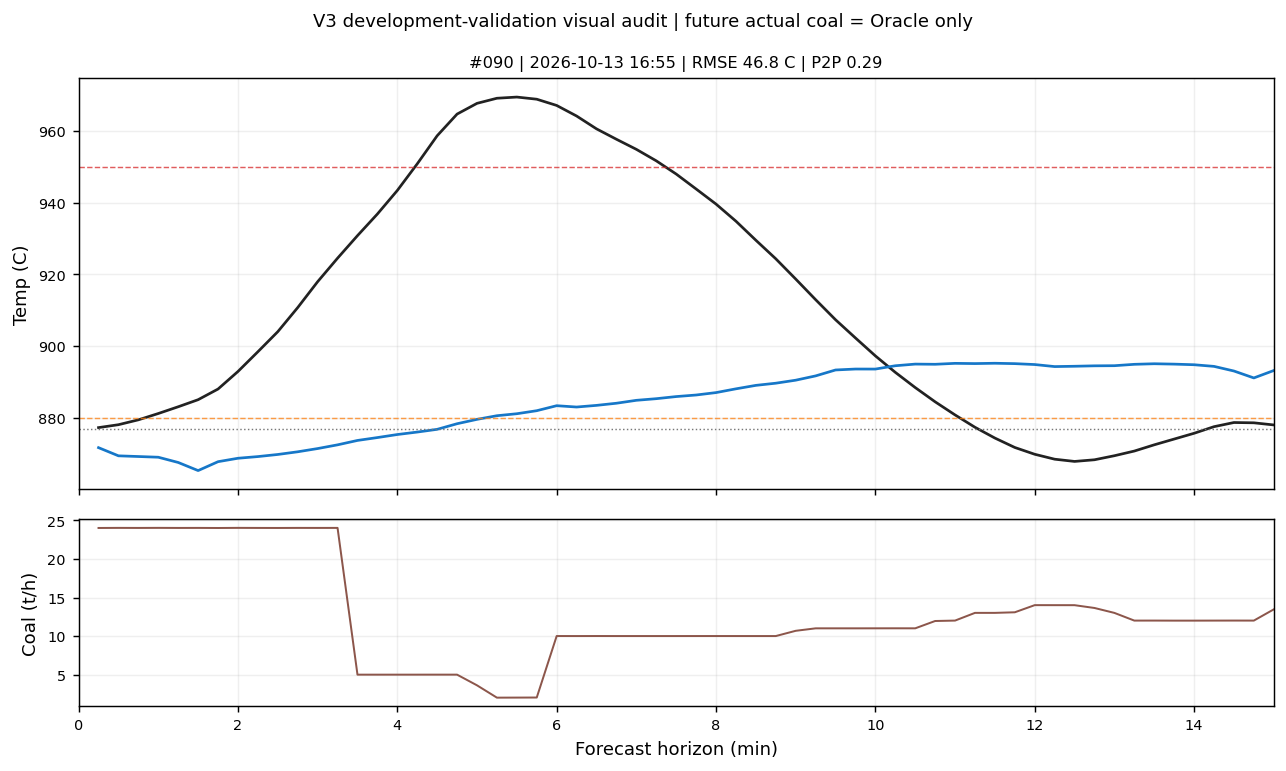 V3 development-validation visual audit | future actual coal = Oracle only
#090 | 2026-10-13 16:55 | RMSE 46.8 C | P2P 0.29
Temp (C)
960
940
920
900
880
Coal (t/h)
25
20
15
10
5
0 2 4 6 8 10 12 14
Forecast horizon (min)